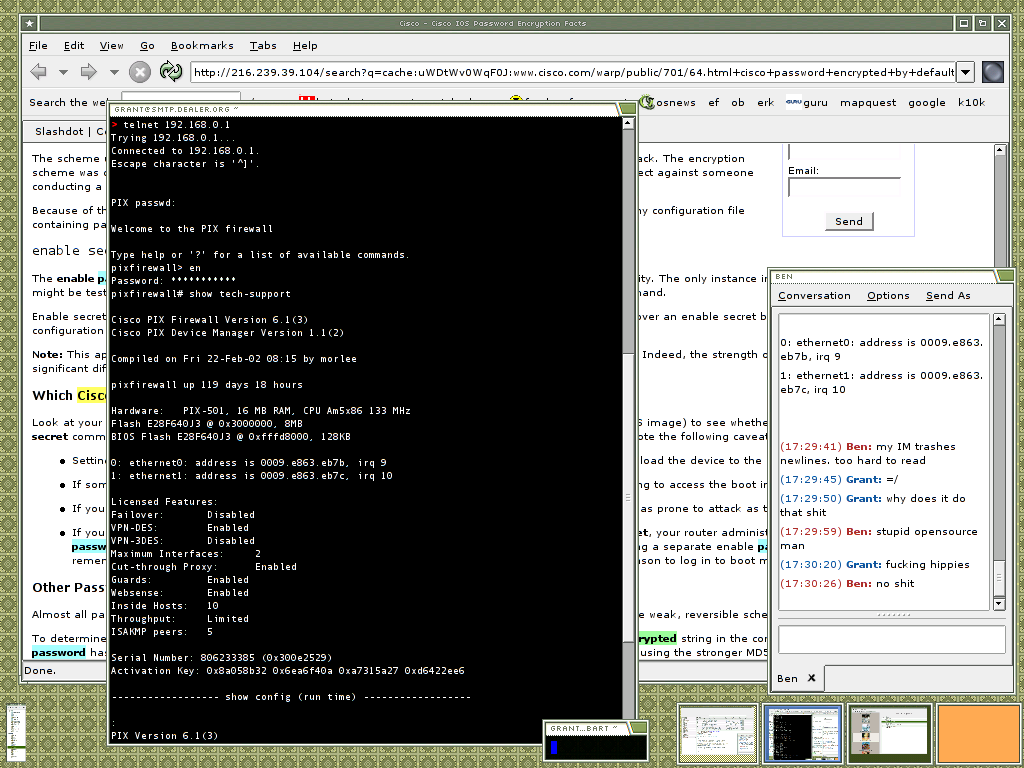 Cisco - Cisco IOS Password Encryption Facts
File Edit View Go Bookmarks Tabs Help
http://216.239.39.104/search?q=cache:uWDtWv0WqF0J:www.cisco.com/warp/public/701/64.html+cisco+password+encrypted+by+default
Search the we
osnews ef ob erk guru mapquest google k10k
Slashdot | Co
GRANT@SMTP.DEALER.ORG ~
> telnet 192.168.0.1
Trying 192.168.0.1...
Connected to 192.168.0.1.
Escape character is '^]'.
PIX passwd:
Welcome to the PIX firewall
Type help or '?' for a list of available commands.
pixfirewall> en
Password: ***********
pixfirewall# show tech-support
Cisco PIX Firewall Version 6.1(3)
Cisco PIX Device Manager Version 1.1(2)
Compiled on Fri 22-Feb-02 08:15 by morlee
pixfirewall up 119 days 18 hours
Hardware: PIX-501, 16 MB RAM, CPU Am5x86 133 MHz
Flash E28F640J3 @ 0x3000000, 8MB
BIOS Flash E28F640J3 @ 0xfffd8000, 128KB
0: ethernet0: address is 0009.e863.eb7b, irq 9
1: ethernet1: address is 0009.e863.eb7c, irq 10
Licensed Features:
Failover: Disabled
VPN-DES: Enabled
VPN-3DES: Disabled
Maximum Interfaces: 2
Cut-through Proxy: Enabled
Guards: Enabled
Websense: Enabled
Inside Hosts: 10
Throughput: Limited
ISAKMP peers: 5
Serial Number: 806233385 (0x300e2529)
Activation Key: 0x8a058b32 0x6ea6f40a 0xa7315a27 0xd6422ee6
------------------ show config (run time) ------------------
:
PIX Version 6.1(3)
The scheme
scheme was
conducting a
Because of th
containing pa
enable sec
The enable
might be test
Enable secret
configuration
Note: This ap
significant dif
Which Cisco
Look at your
secret comm
Settin
If som
If you
If you
passw
remen
Other Pass
Almost all pa
To determine
password has
Done.
ck. The encryption
ect against someone
ny configuration file
ity. The only instance in
mand.
over an enable secret b
Indeed, the strength o
S image) to see whethe
ote the following caveat
load the device to the
ng to access the boot in
as prone to attack as t
et, your router administ
g a separate enable pa
son to log in to boot m
e weak, reversible sche
rypted string in the con
using the stronger MD5
Email:
Send
BEN
Conversation Options Send As
0: ethernet0: address is 0009.e863.
eb7b, irq 9
1: ethernet1: address is 0009.e863.
eb7c, irq 10
(17:29:41) Ben: my IM trashes
newlines. too hard to read
(17:29:45) Grant: =/
(17:29:50) Grant: why does it do
that shit
(17:29:59) Ben: stupid opensource
man
(17:30:20) Grant: fucking hippies
(17:30:26) Ben: no shit
Ben X
GRANT...BART ~